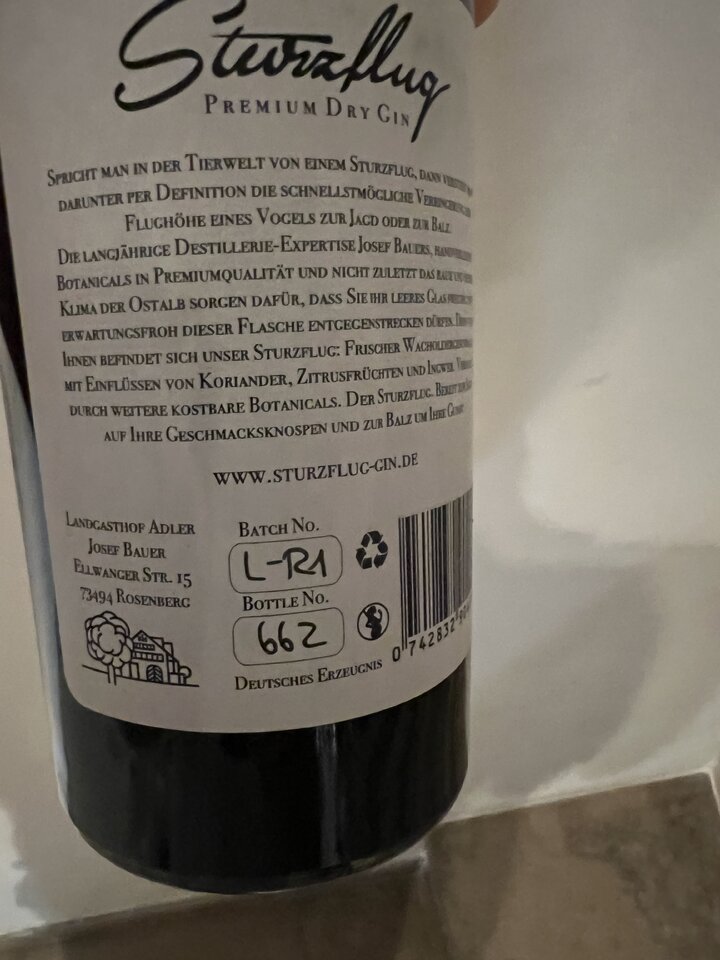 Sturzflug
PREMIUM DRY GIN
SPRICHT MAN IN DER TIERWELT VON EINEM STURZFLUG, DANN
DARUNTER PER DEFINITION DIE SCHNELLSTMÖGLICHE
FLUGHÖHE EINES VOGELS ZUR JAGD ODER ZUR BALZ
DIE LANGJÄHRIGE DESTILLERIE-EXPERTISE JOSEF BAUERS,
BOTANICALS IN PREMIUMQUALITÄT UND NICHT ZULETZT DAS RAUE
KLIMA DER OSTALB SORGEN DAFÜR, DASS SIE IHR LEERES GLAS
ERWARTUNGSFROH DIESER FLASCHE ENTGEGENSTRECKEN DÜRFEN.
IHNEN BEFINDET SICH UNSER STURZFLUG: FRISCHER
MIT EINFLÜSSEN VON KORIANDER, ZITRUSFRÜCHTEN UND INGWER.
DURCH WEITERE KOSTBARE BOTANICALS. DER STURZFLUG. BEREIT
AUF IHRE GESCHMACKSKNOSPEN UND ZUR BALZ UM IHRE GUNST
WWW.STURZFLUG-GIN.DE
LANDGASTHOF ADLER
JOSEF BAUER
ELLWANGER STR. 15
73494 ROSENBERG
BATCH NO.
L-R1
BOTTLE NO.
662
DEUTSCHES ERZEUGNIS
0 742832